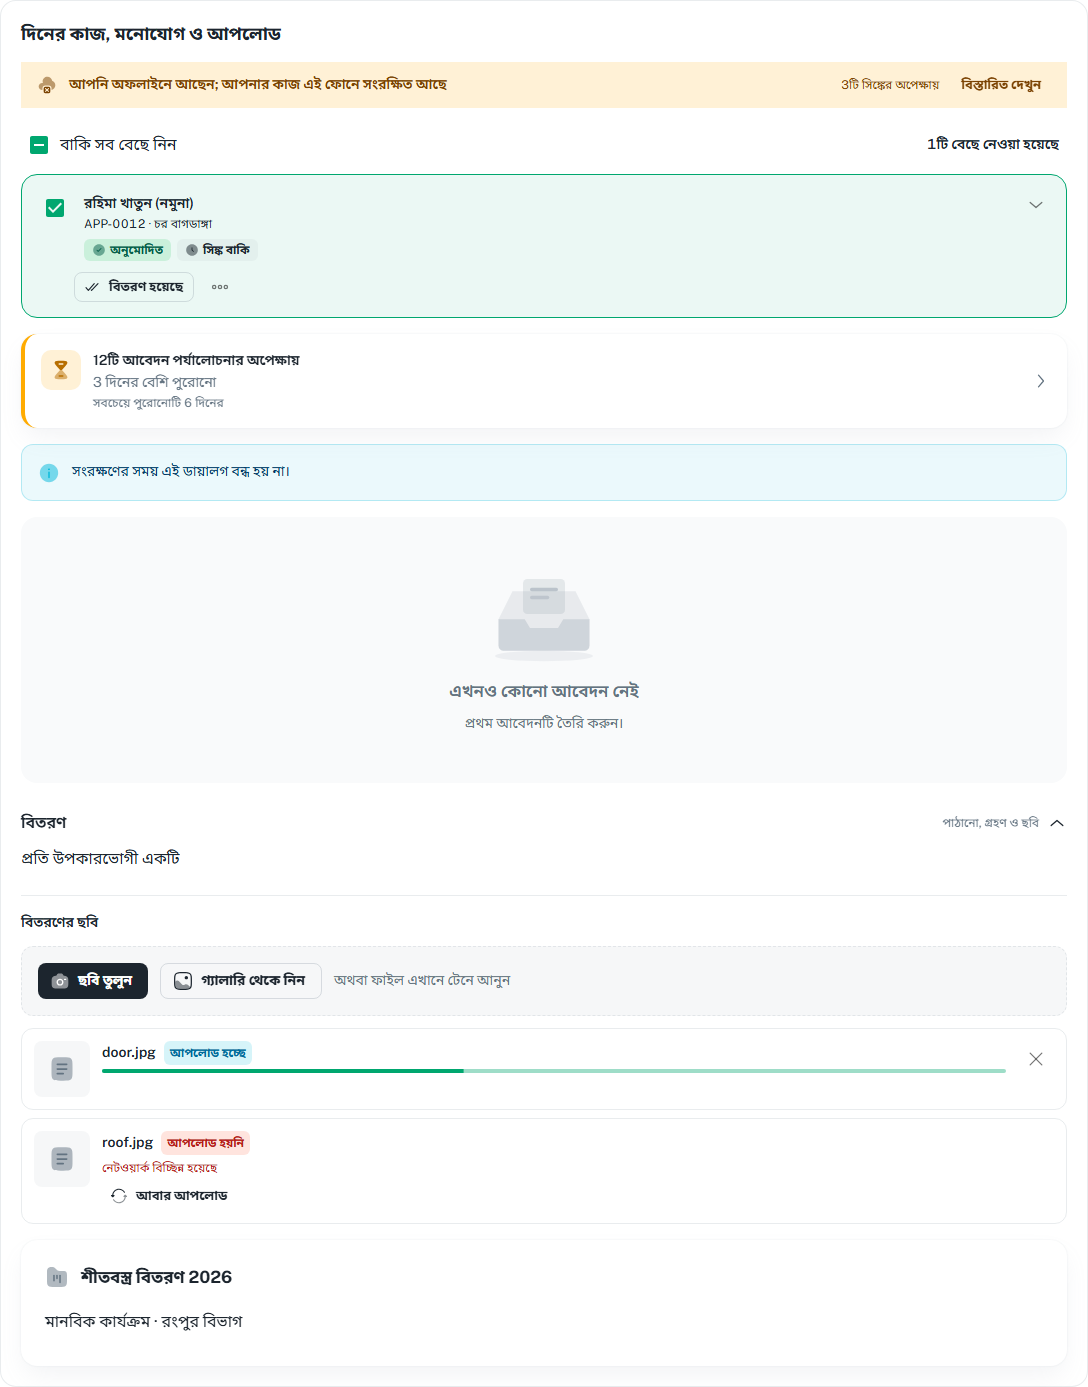 দিনের কাজ, মনোযোগ ও আপলোড
আপনি অফলাইনে আছেন; আপনার কাজ এই ফোনে সংরক্ষিত আছে
3টি সিঙ্কের অপেক্ষায়
বিস্তারিত দেখুন
বাকি সব বেছে নিন
1টি বেছে নেওয়া হয়েছে
রহিমা খাতুন (নমুনা)
APP-0012 · চর বাগডাঙ্গা
অনুমোদিত
সিঙ্ক বাকি
বিতরণ হয়েছে
12টি আবেদন পর্যালোচনার অপেক্ষায়
3 দিনের বেশি পুরোনো
সবচেয়ে পুরোনোটি 6 দিনের
সংরক্ষণের সময় এই ডায়ালগ বন্ধ হয় না।
এখনও কোনো আবেদন নেই
প্রথম আবেদনটি তৈরি করুন।
বিতরণ
পাঠানো, গ্রহণ ও ছবি
প্রতি উপকারভোগী একটি
বিতরণের ছবি
ছবি তুলুন
গ্যালারি থেকে নিন
অথবা ফাইল এখানে টেনে আনুন
door.jpg
আপলোড হচ্ছে
roof.jpg
আপলোড হয়নি
নেটওয়ার্ক বিচ্ছিন্ন হয়েছে
আবার আপলোড
শীতবস্ত্র বিতরণ 2026
মানবিক কার্যক্রম · রংপুর বিভাগ